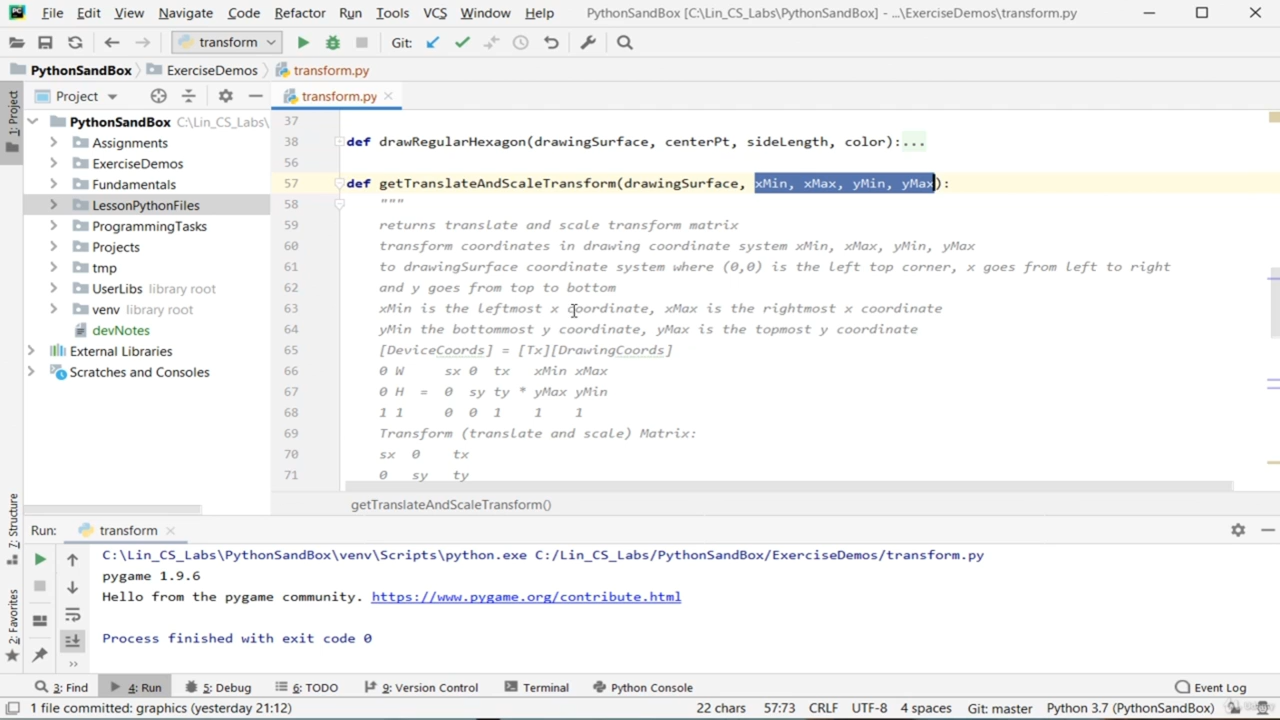 File Edit View Navigate Code Refactor Run Tools VCS Window Help PythonSandBox [C:\Lin_CS_Labs\PythonSandBox] - ...\ExerciseDemos\transform.py
transform Git:
PythonSandBox ExerciseDemos transform.py
1: Project
Project transform.py
PythonSandBox C:\Lin_CS_Labs\
Assignments
ExerciseDemos
Fundamentals
LessonPythonFiles
ProgrammingTasks
Projects
tmp
UserLibs library root
venv library root
devNotes
External Libraries
Scratches and Consoles
37
38 def drawRegularHexagon(drawingSurface, centerPt, sideLength, color):...
56
57 def getTranslateAndScaleTransform(drawingSurface, xMin, xMax, yMin, yMax):
58 """
59 returns translate and scale transform matrix
60 transform coordinates in drawing coordinate system xMin, xMax, yMin, yMax
61 to drawingSurface coordinate system where (0,0) is the left top corner, x goes from left to right
62 and y goes from top to bottom
63 xMin is the leftmost x coordinate, xMax is the rightmost x coordinate
64 yMin the bottommost y coordinate, yMax is the topmost y coordinate
65 [DeviceCoords] = [Tx][DrawingCoords]
66 0 W sx 0 tx xMin xMax
67 0 H = 0 sy ty * yMax yMin
68 1 1 0 0 1 1 1
69 Transform (translate and scale) Matrix:
70 sx 0 tx
71 0 sy ty
getTranslateAndScaleTransform()
Z: Structure
2: Favorites
Run: transform
C:\Lin_CS_Labs\PythonSandBox\venv\Scripts\python.exe C:/Lin_CS_Labs/PythonSandBox/ExerciseDemos/transform.py
pygame 1.9.6
Hello from the pygame community. https://www.pygame.org/contribute.html
Process finished with exit code 0
3: Find 4: Run 5: Debug 6: TODO 9: Version Control Terminal Python Console Event Log
1 file committed: graphics (yesterday 21:12) 22 chars 57:73 CRLF UTF-8 4 spaces Git: master Python 3.7 (PythonSandBox)